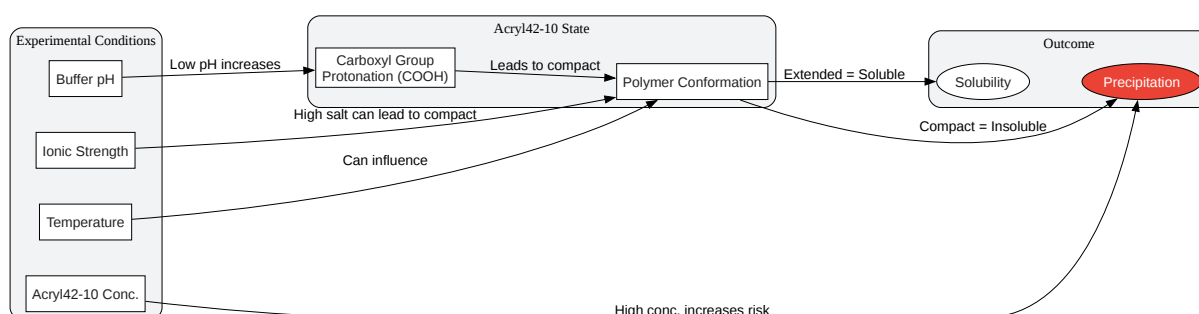 Experimental Conditions
Buffer pH
Ionic Strength
Temperature
Acryl42-10 Conc.
Low pH increases
High salt can lead to compact
Can influence
High conc. increases risk
Acryl42-10 State
Carboxyl Group
Protonation (COOH)
Leads to compact
Polymer Conformation
Extended = Soluble
Compact = Insoluble
Outcome
Solubility
Precipitation